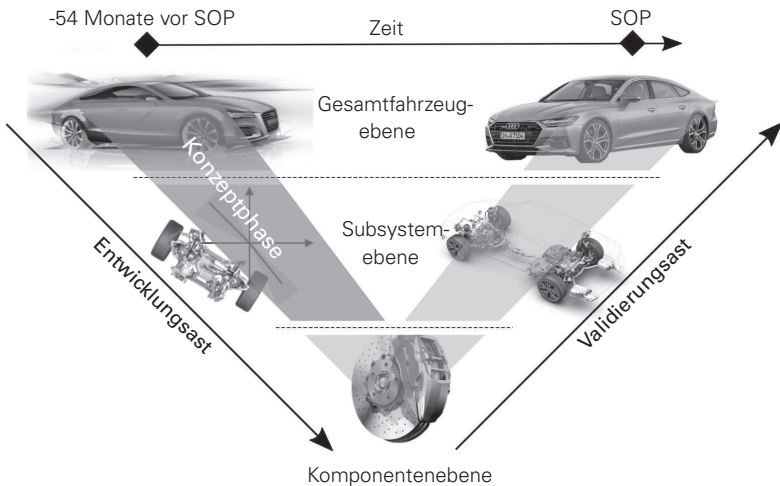 -54 Monate vor SOP
Zeit
SOP
Gesamtfahrzeug-
ebene
Konzeptphase
Subsystem-
ebene
Entwicklungsast
Validierungsast
Komponentenebene